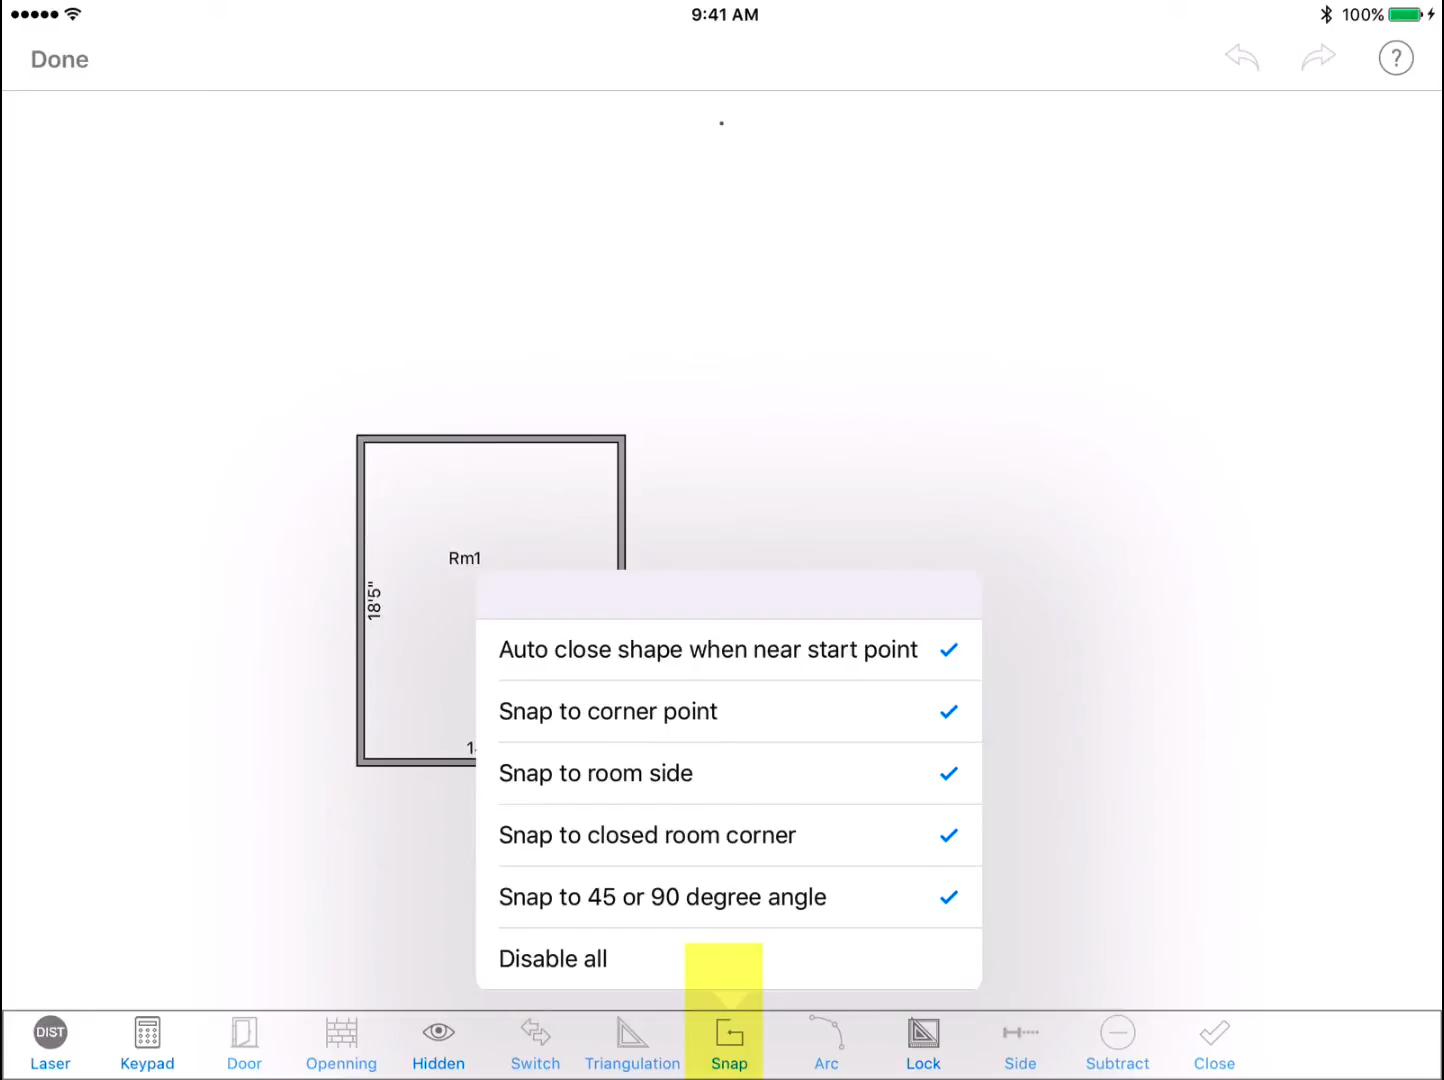 9:41 AM
100%
Done
?
Rm1
18'5"
Auto close shape when near start point
Snap to corner point
Snap to room side
Snap to closed room corner
Snap to 45 or 90 degree angle
Disable all
DIST
Laser
Keypad
Door
Openning
Hidden
Switch
Triangulation
Snap
Arc
Lock
Side
Subtract
Close